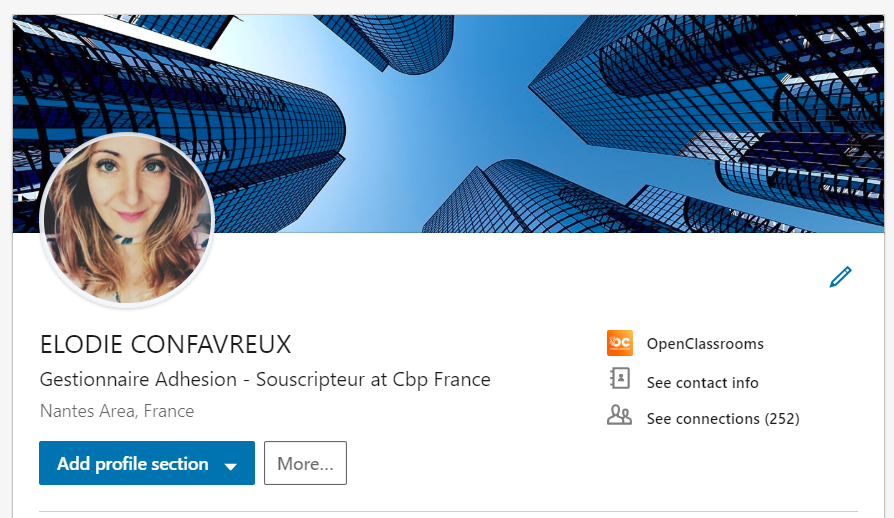 ELODIE CONFAVREUX
Gestionnaire Adhesion - Souscripteur at Cbp France
Nantes Area, France
Add profile section
More...
OC
OpenClassrooms
See contact info
See connections (252)